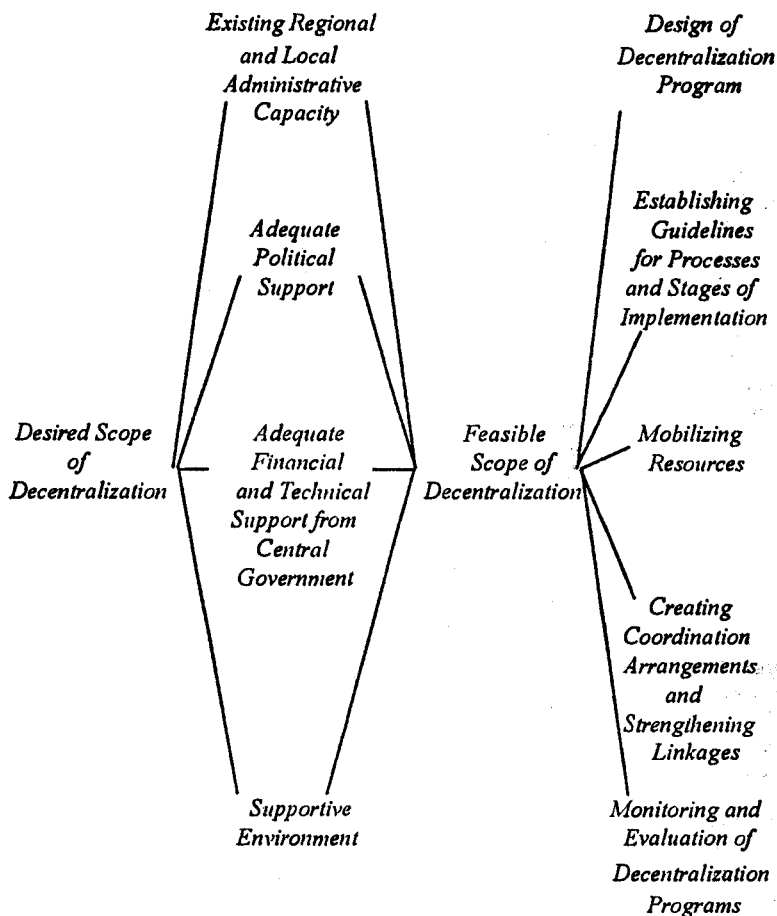 Existing Regional
and Local
Administrative
Capacity
Adequate
Political
Support
Desired Scope
of
Decentralization
Adequate
Financial
and Technical
Support from
Central
Government
Supportive
Environment
Feasible
Scope of
Decentralization
Design of
Decentralization
Program
Establishing
Guidelines
for Processes
and Stages of
Implementation
Mobilizing
Resources
Creating
Coordination
Arrangements
and
Strengthening
Linkages
Monitoring and
Evaluation of
Decentralization
Programs